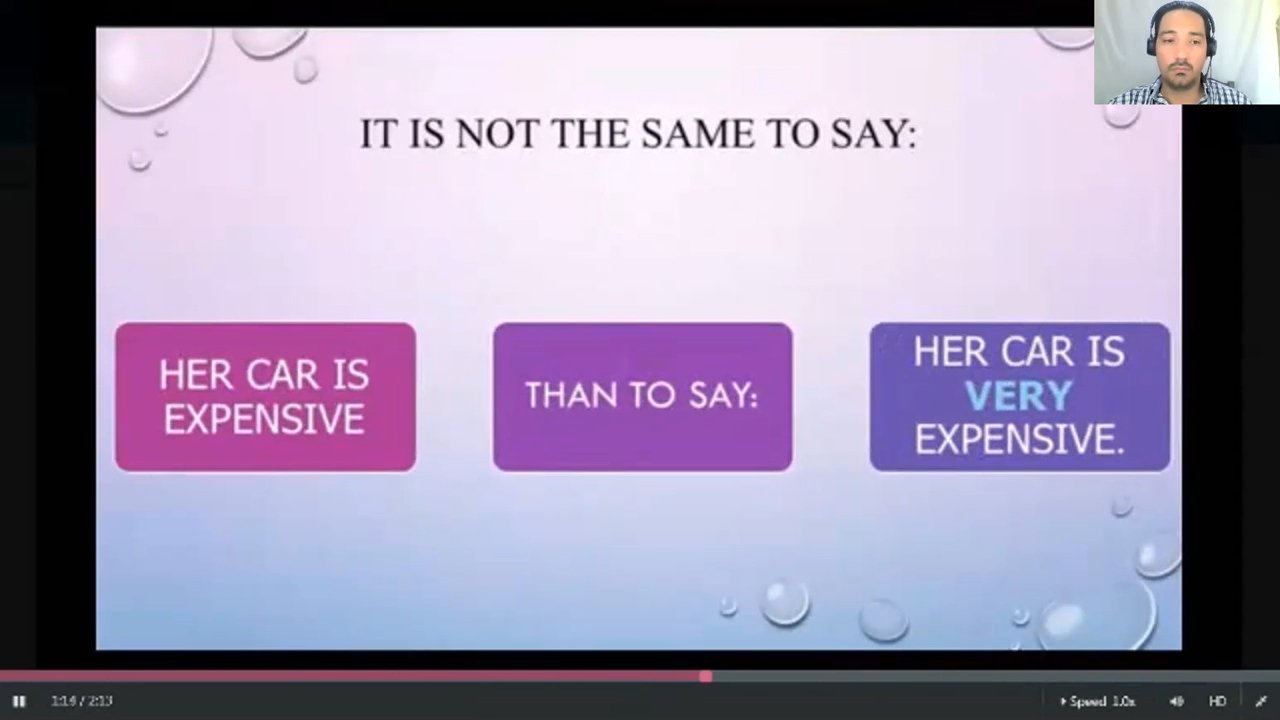 IT IS NOT THE SAME TO SAY:
HER CAR IS
EXPENSIVE
THAN TO SAY:
HER CAR IS
VERY
EXPENSIVE.
1:14 / 2:13
Speed 1.0x
HD